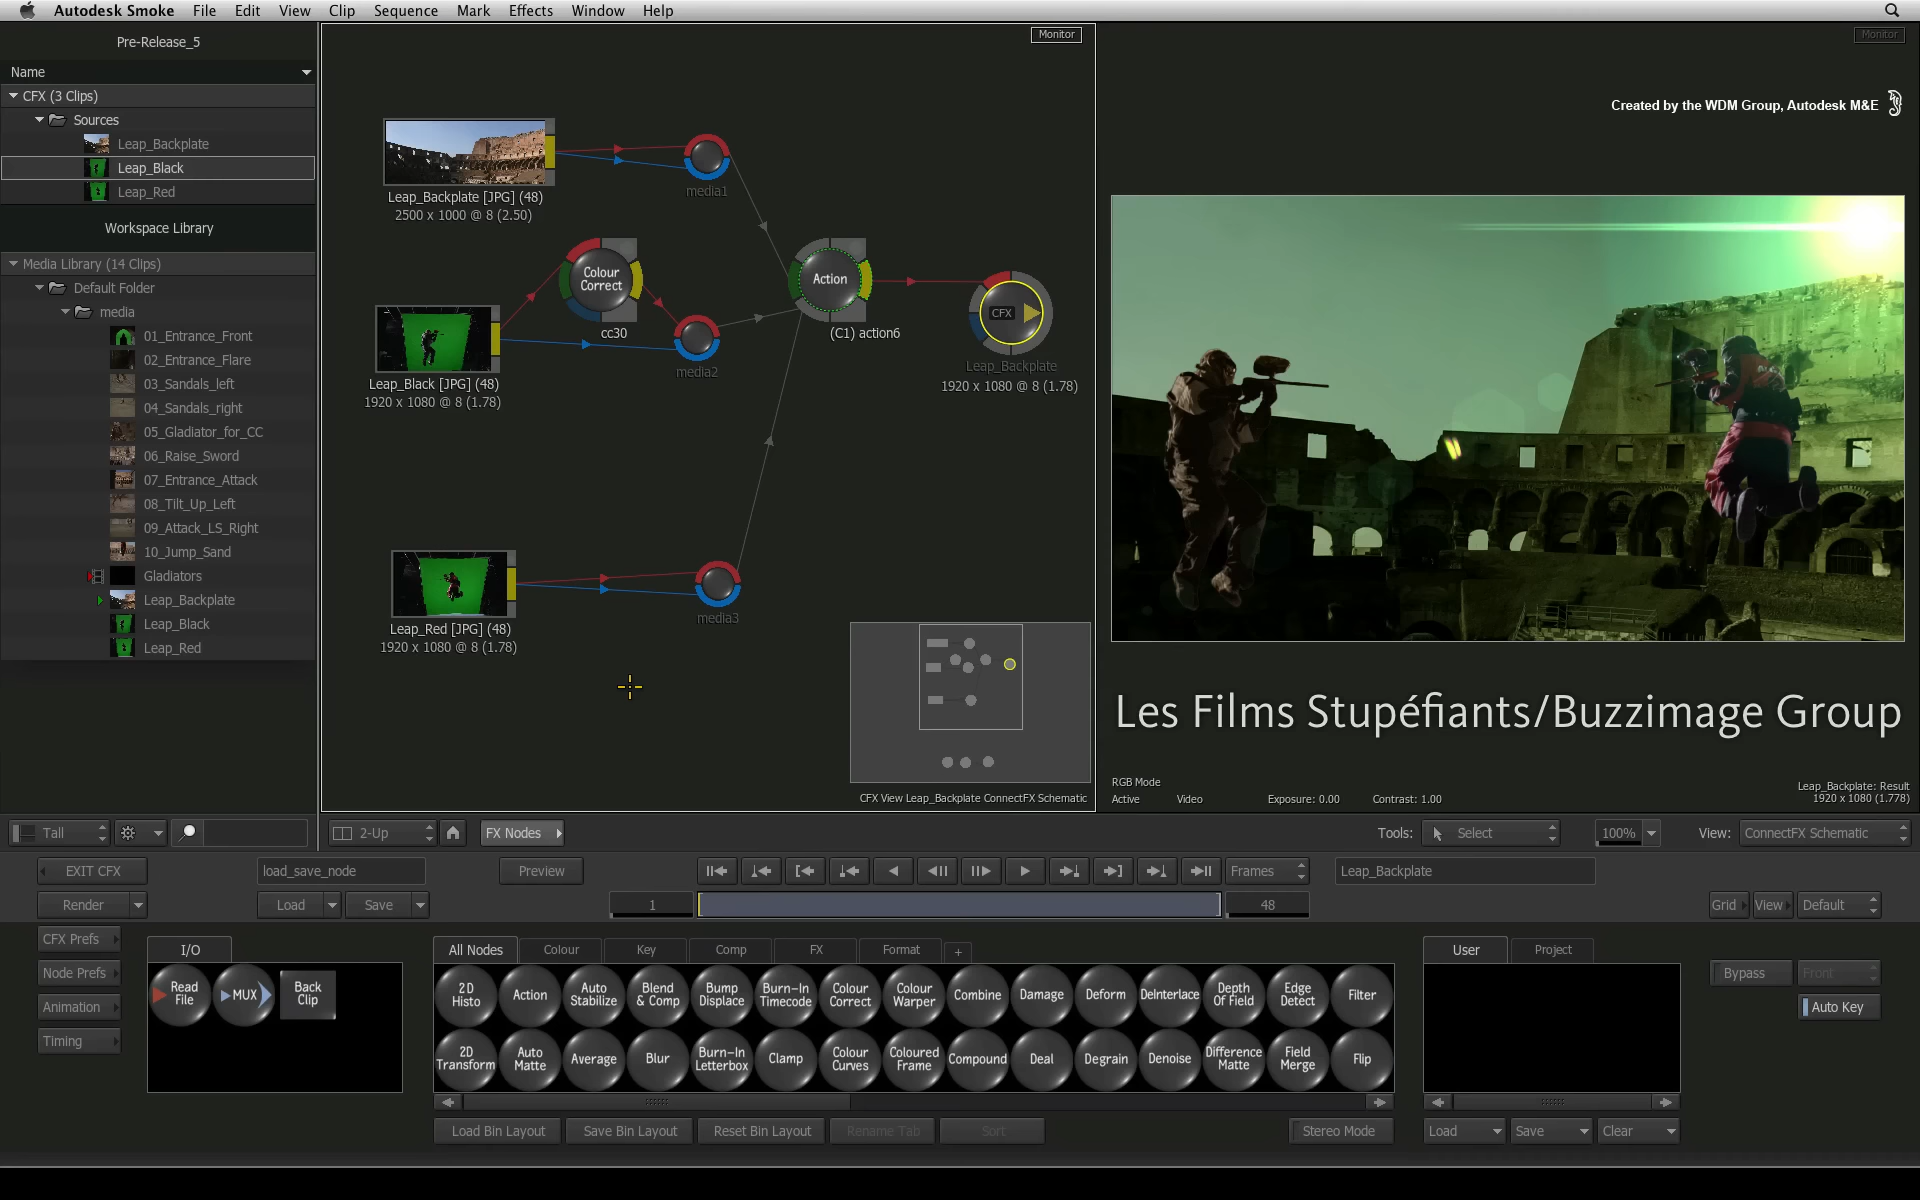 Autodesk Smoke File Edit View Clip Sequence Mark Effects Window Help
Pre-Release_5
Name
CFX (3 Clips)
Sources
Leap_Backplate
Leap_Black
Leap_Red
Workspace Library
Media Library (14 Clips)
Default Folder
media
01_Entrance_Front
02_Entrance_Flare
03_Sandals_left
04_Sandals_right
05_Gladiator_for_CC
06_Raise_Sword
07_Entrance_Attack
08_Tilt_Up_Left
09_Attack_LS_Right
10_Jump_Sand
Gladiators
Leap_Backplate
Leap_Black
Leap_Red
Monitor
Leap_Backplate [JPG] (48)
2500 x 1000 @ 8 (2.50)
media1
Colour
Correct
cc30
Action
(C1) action6
CFX
Leap_Backplate
1920 x 1080 @ 8 (1.78)
Leap_Black [JPG] (48)
1920 x 1080 @ 8 (1.78)
media2
Leap_Red [JPG] (48)
1920 x 1080 @ 8 (1.78)
media3
CFX View Leap_Backplate ConnectFX Schematic
Monitor
Created by the WDM Group, Autodesk M&E
Les Films Stupéfiants/Buzzimage Group
RGB Mode
Active Video Exposure: 0.00 Contrast: 1.00
Leap_Backplate: Result
1920 x 1080 (1.778)
Tall
2-Up
FX Nodes
Tools: Select
100%
View: ConnectFX Schematic
EXIT CFX
load_save_node
Preview
Frames
Leap_Backplate
Render
Load
Save
1
48
Grid
View
Default
CFX Prefs
Node Prefs
Animation
Timing
I/O
Read
File
MUX
Back
Clip
All Nodes Colour Key Comp FX Format +
2D
Histo
Action
Auto
Stabilize
Blend
& Comp
Bump
Displace
Burn-In
Timecode
Colour
Correct
Colour
Warper
Combine
Damage
Deform
DeInterlace
Depth
Of Field
Edge
Detect
Filter
2D
Transform
Auto
Matte
Average
Blur
Burn-In
Letterbox
Clamp
Colour
Curves
Coloured
Frame
Compound
Deal
Degrain
Denoise
Difference
Matte
Field
Merge
Flip
Load Bin Layout
Save Bin Layout
Reset Bin Layout
Rename Tab
Sort
Stereo Mode
User
Project
Load
Save
Clear
Bypass
Front
Auto Key